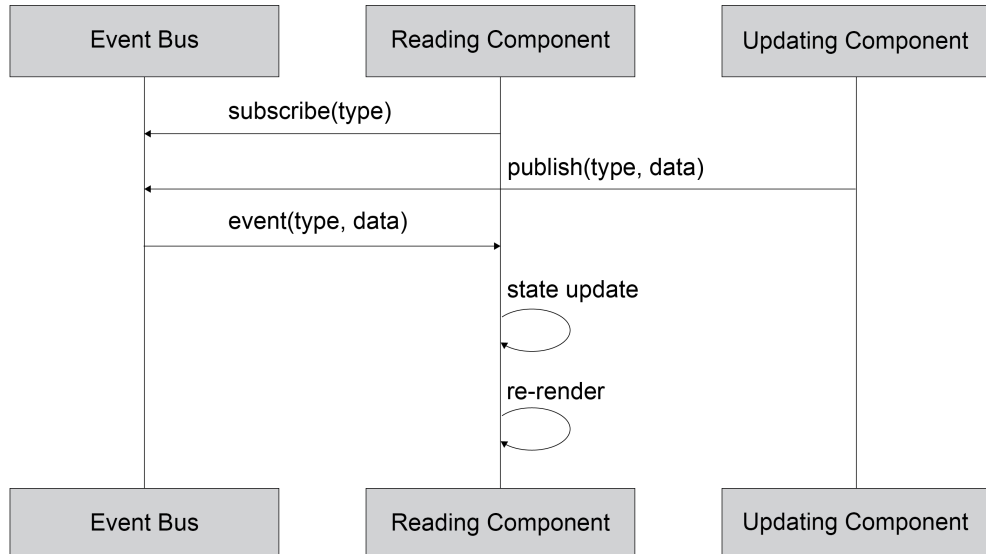 Event Bus
Reading Component
Updating Component
subscribe(type)
publish(type, data)
event(type, data)
state update
re-render
Event Bus
Reading Component
Updating Component